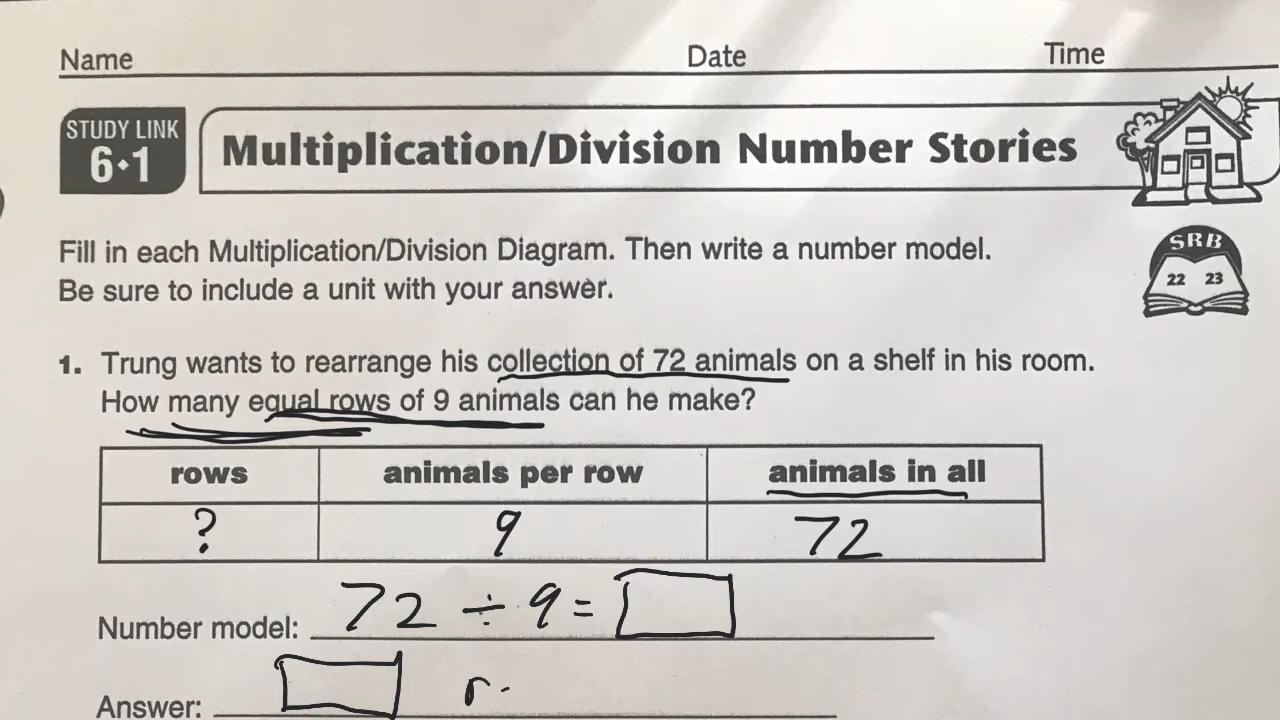 Name Date Time
STUDY LINK
6•1
Multiplication/Division Number Stories
Fill in each Multiplication/Division Diagram. Then write a number model.
Be sure to include a unit with your answer.
SRB
22 23
1. Trung wants to rearrange his collection of 72 animals on a shelf in his room.
How many equal rows of 9 animals can he make?
rows animals per row animals in all
? 9 72
Number model: 72 ÷ 9 =
Answer: r